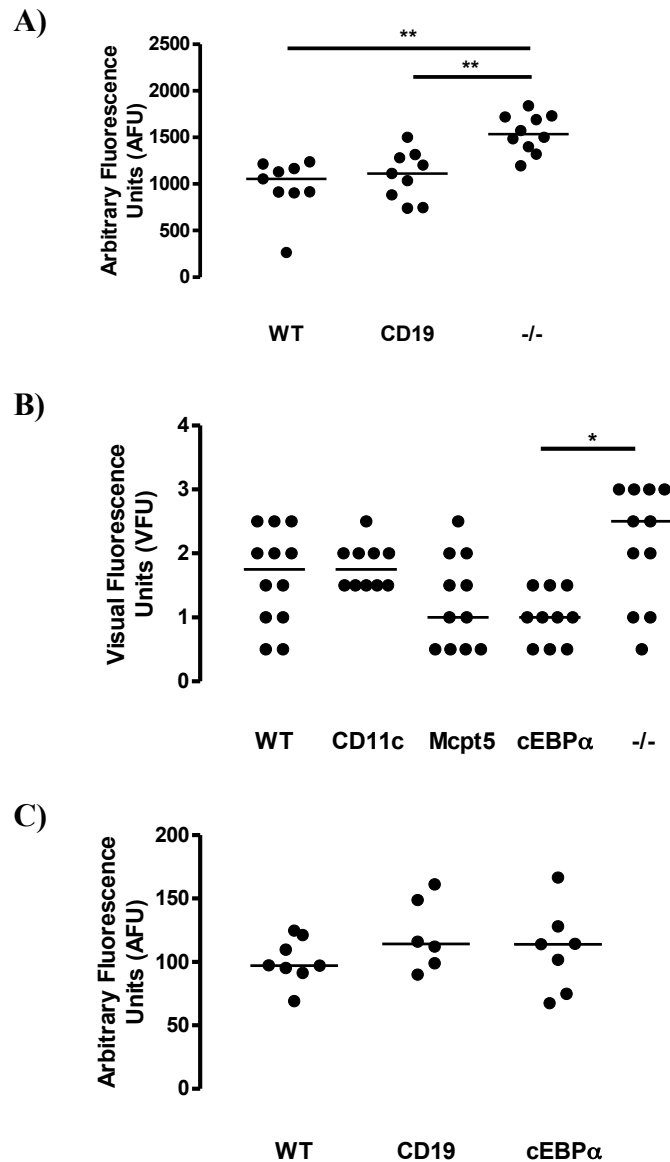 A)
Arbitrary Fluorescence
Units (AFU)
2500
2000
1500
1000
500
0
**
**
WT CD19 -/-
B)
Visual Fluorescence
Units (VFU)
4
3
2
1
0
*
WT CD11c Mcpt5 cEBPα -/-
C)
Arbitrary Fluorescence
Units (AFU)
200
150
100
50
0
WT CD19 cEBPα